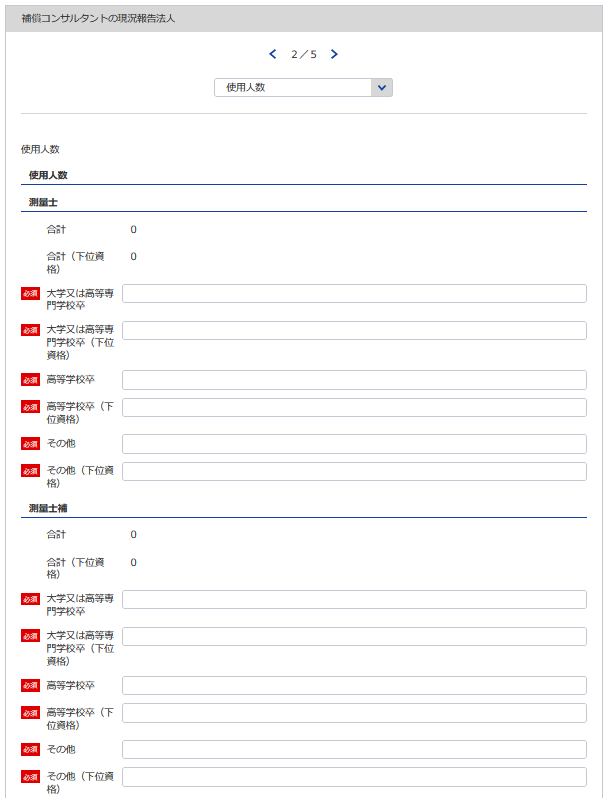 補償コンサルタントの現況報告法人
2／5
使用人数
使用人数
使用人数
測量士
合計 0
合計（下位資 0
格）
必須 大学又は高等専
門学校卒
必須 大学又は高等専
門学校卒（下位
資格）
必須 高等学校卒
必須 高等学校卒（下
位資格）
必須 その他
必須 その他（下位資
格）
測量士補
合計 0
合計（下位資 0
格）
必須 大学又は高等専
門学校卒
必須 大学又は高等専
門学校卒（下位
資格）
必須 高等学校卒
必須 高等学校卒（下
位資格）
必須 その他
必須 その他（下位資
格）